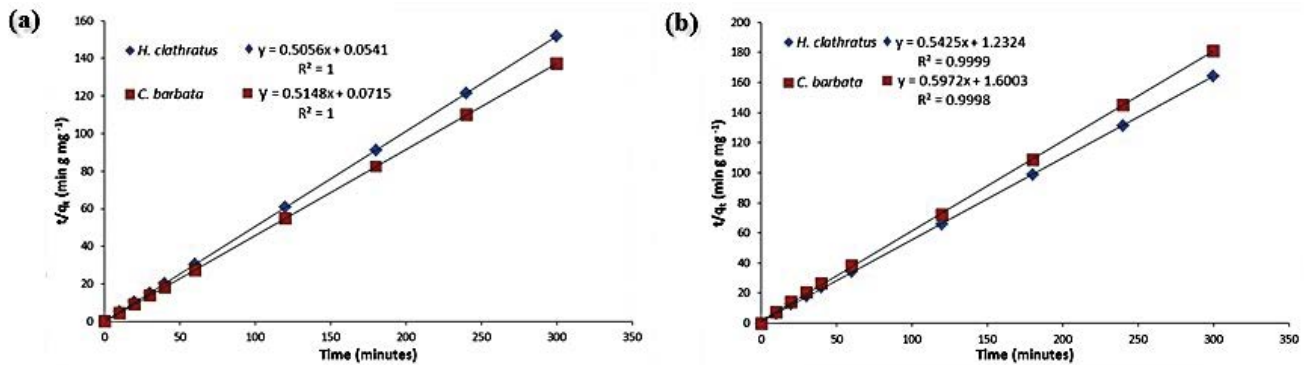 (a)
160
140
120
100
80
60
40
20
0
t/qₜ (min g mg⁻¹)
H. clathratus
y = 0.5056x + 0.0541
R² = 1
C. barbata
y = 0.5148x + 0.0715
R² = 1
0 50 100 150 200 250 300 350
Time (minutes)
(b)
200
180
160
140
120
100
80
60
40
20
0
t/qₜ (min g mg⁻¹)
H. clathratus
y = 0.5425x + 1.2324
R² = 0.9999
C. barbata
y = 0.5972x + 1.6003
R² = 0.9998
0 50 100 150 200 250 300 350
Time (minutes)